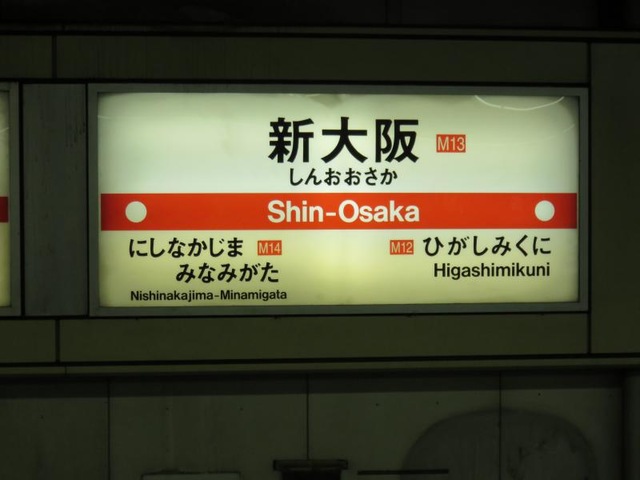 新大阪 M13
しんおおさか
Shin-Osaka
にしなかじま M14
みなみがた
Nishinakajima-Minamigata
M12 ひがしみくに
Higashimikuni